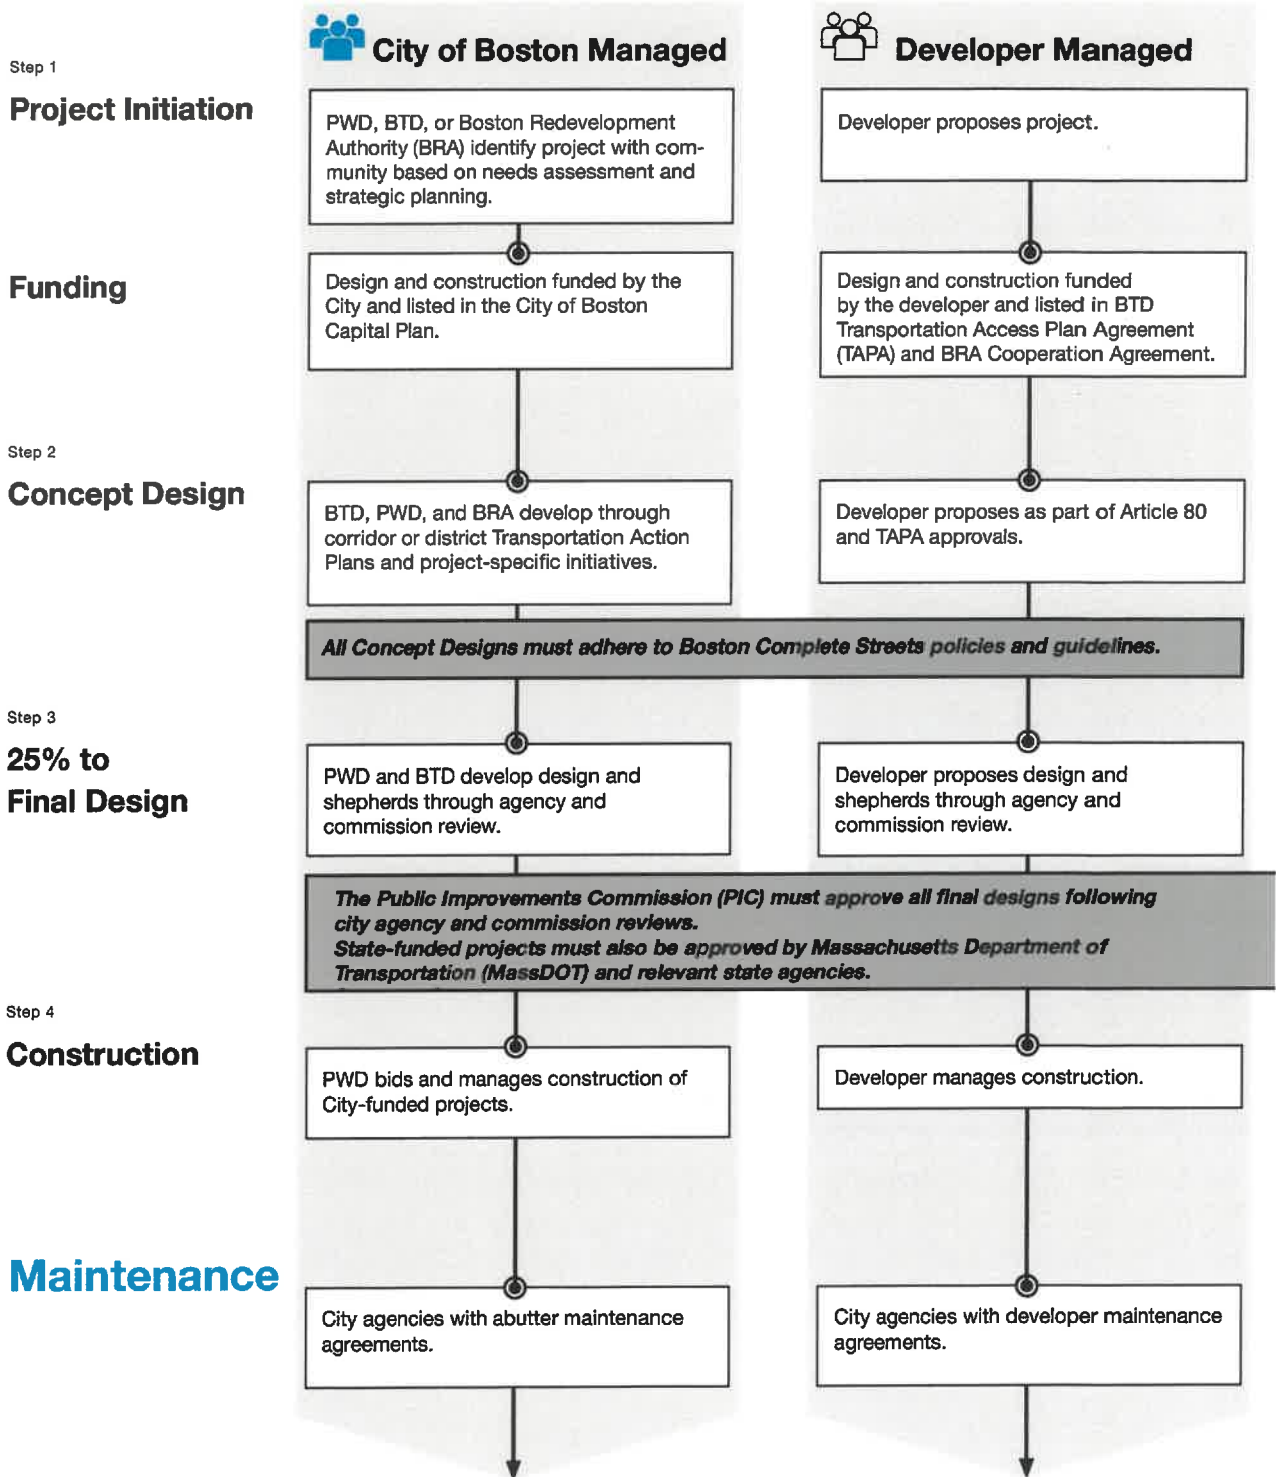 City of Boston Managed
Developer Managed
Step 1
Project Initiation
PWD, BTD, or Boston Redevelopment
Authority (BRA) identify project with com-
munity based on needs assessment and
strategic planning.
Developer proposes project.
Funding
Design and construction funded by the
City and listed in the City of Boston
Capital Plan.
Design and construction funded
by the developer and listed in BTD
Transportation Access Plan Agreement
(TAPA) and BRA Cooperation Agreement.
Step 2
Concept Design
BTD, PWD, and BRA develop through
corridor or district Transportation Action
Plans and project-specific initiatives.
Developer proposes as part of Article 80
and TAPA approvals.
All Concept Designs must adhere to Boston Complete Streets policies and guidelines.
Step 3
25% to
Final Design
PWD and BTD develop design and
shepherds through agency and
commission review.
Developer proposes design and
shepherds through agency and
commission review.
The Public Improvements Commission (PIC) must approve all final designs following
city agency and commission reviews.
State-funded projects must also be approved by Massachusetts Department of
Transportation (MassDOT) and relevant state agencies.
Step 4
Construction
PWD bids and manages construction of
City-funded projects.
Developer manages construction.
Maintenance
City agencies with abutter maintenance
agreements.
City agencies with developer maintenance
agreements.